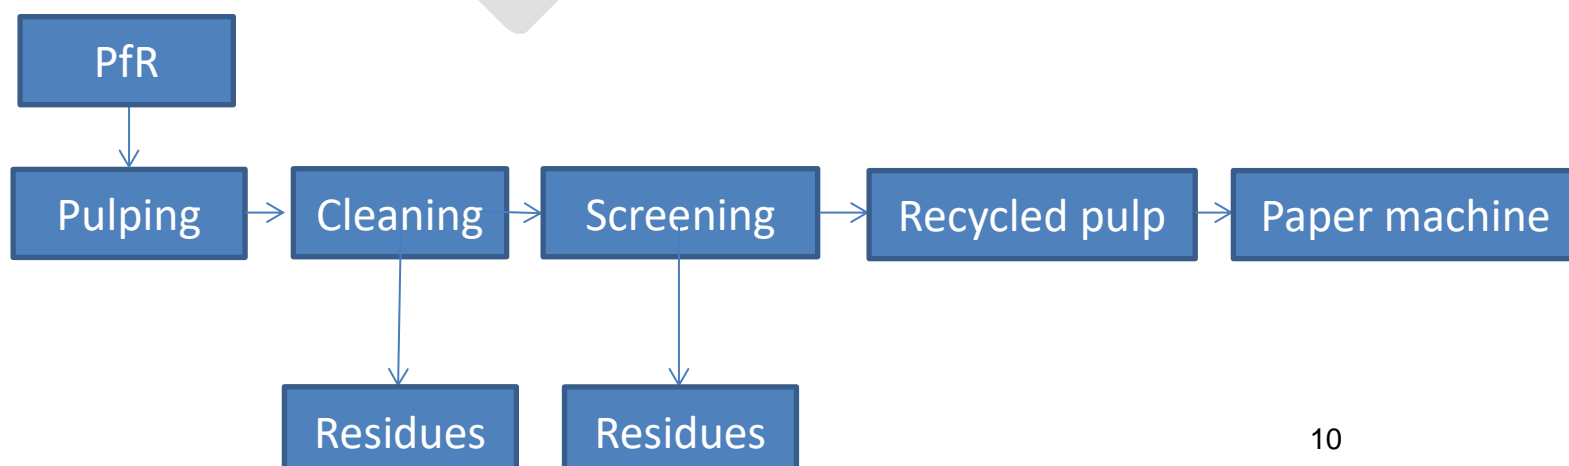 PfR
Pulping
Cleaning
Screening
Recycled pulp
Paper machine
Residues
Residues
10